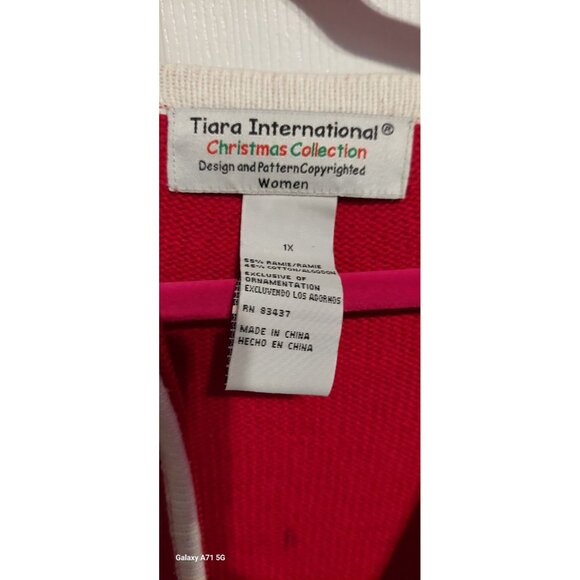 Tiara International®
Christmas Collection
Design and Pattern Copyrighted
Women
1X
55% RAMIE/RAMIE
45% COTTON/ALGODON
EXCLUSIVE OF
ORNAMENTATION
EXCLUYENDO LOS ADORNOS
RN 83437
MADE IN CHINA
HECHO EN CHINA
Galaxy A71 5G